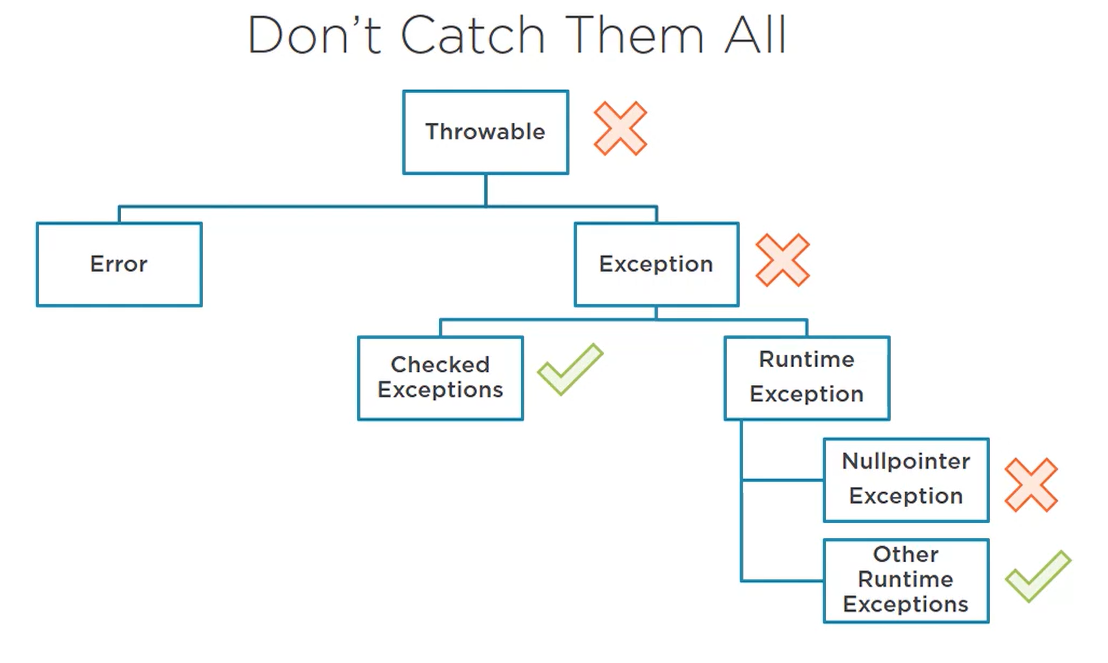 Don't Catch Them All
Throwable
Error
Exception
Checked
Exceptions
Runtime
Exception
Nullpointer
Exception
Other
Runtime
Exceptions